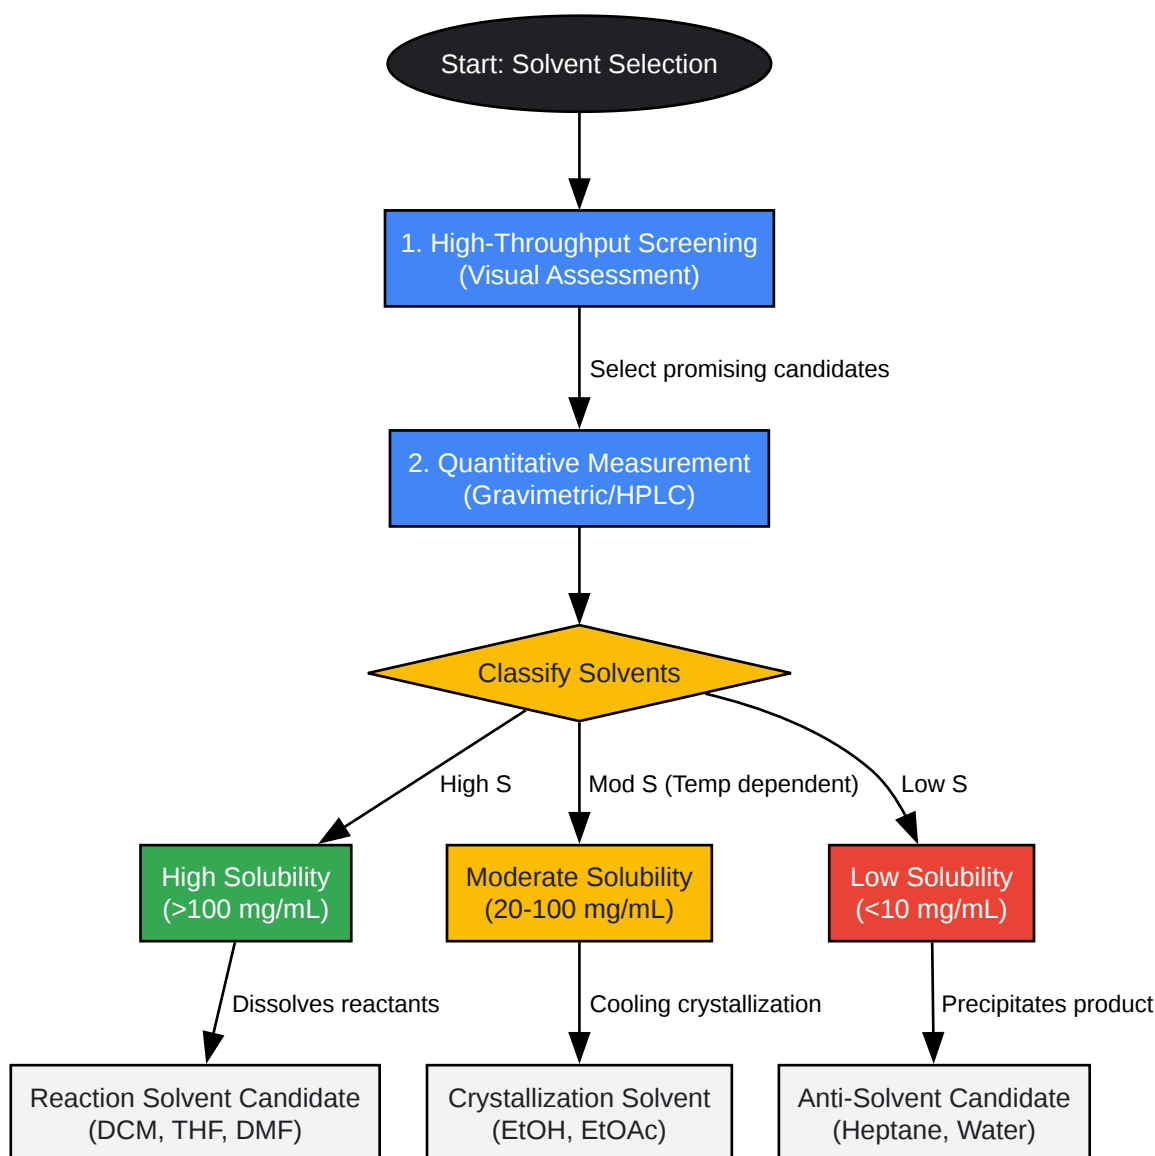 Start: Solvent Selection
1. High-Throughput Screening
(Visual Assessment)
Select promising candidates
2. Quantitative Measurement
(Gravimetric/HPLC)
Classify Solvents
High S
Mod S (Temp dependent)
Low S
High Solubility
(>100 mg/mL)
Moderate Solubility
(20-100 mg/mL)
Low Solubility
(<10 mg/mL)
Dissolves reactants
Cooling crystallization
Precipitates product
Reaction Solvent Candidate
(DCM, THF, DMF)
Crystallization Solvent
(EtOH, EtOAc)
Anti-Solvent Candidate
(Heptane, Water)